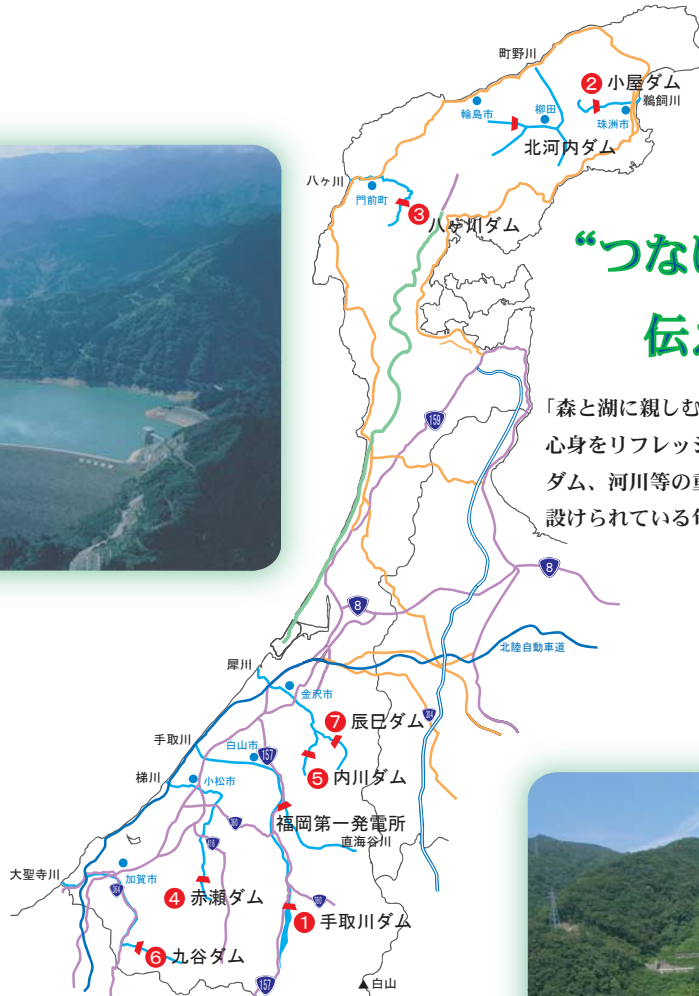 町野川
② 小屋ダム
鵜飼川
輪島市
柳田
珠洲市
北河内ダム
八ヶ川
門前町
③ 八ヶ川ダム
“つな
伝
「森と湖に親しむ
心身をリフレッシ
ダム、河川等の
設けられている
159
8
8
北陸自動車道
犀川
金沢市
⑦ 辰巳ダム
304
手取川
白山市
157
⑤ 内川ダム
梯川
小松市
福岡第一発電所
直海谷川
360
416
大聖寺川
加賀市
364
④ 赤瀬ダム
360
① 手取川ダム
⑥ 九谷ダム
157
▲白山